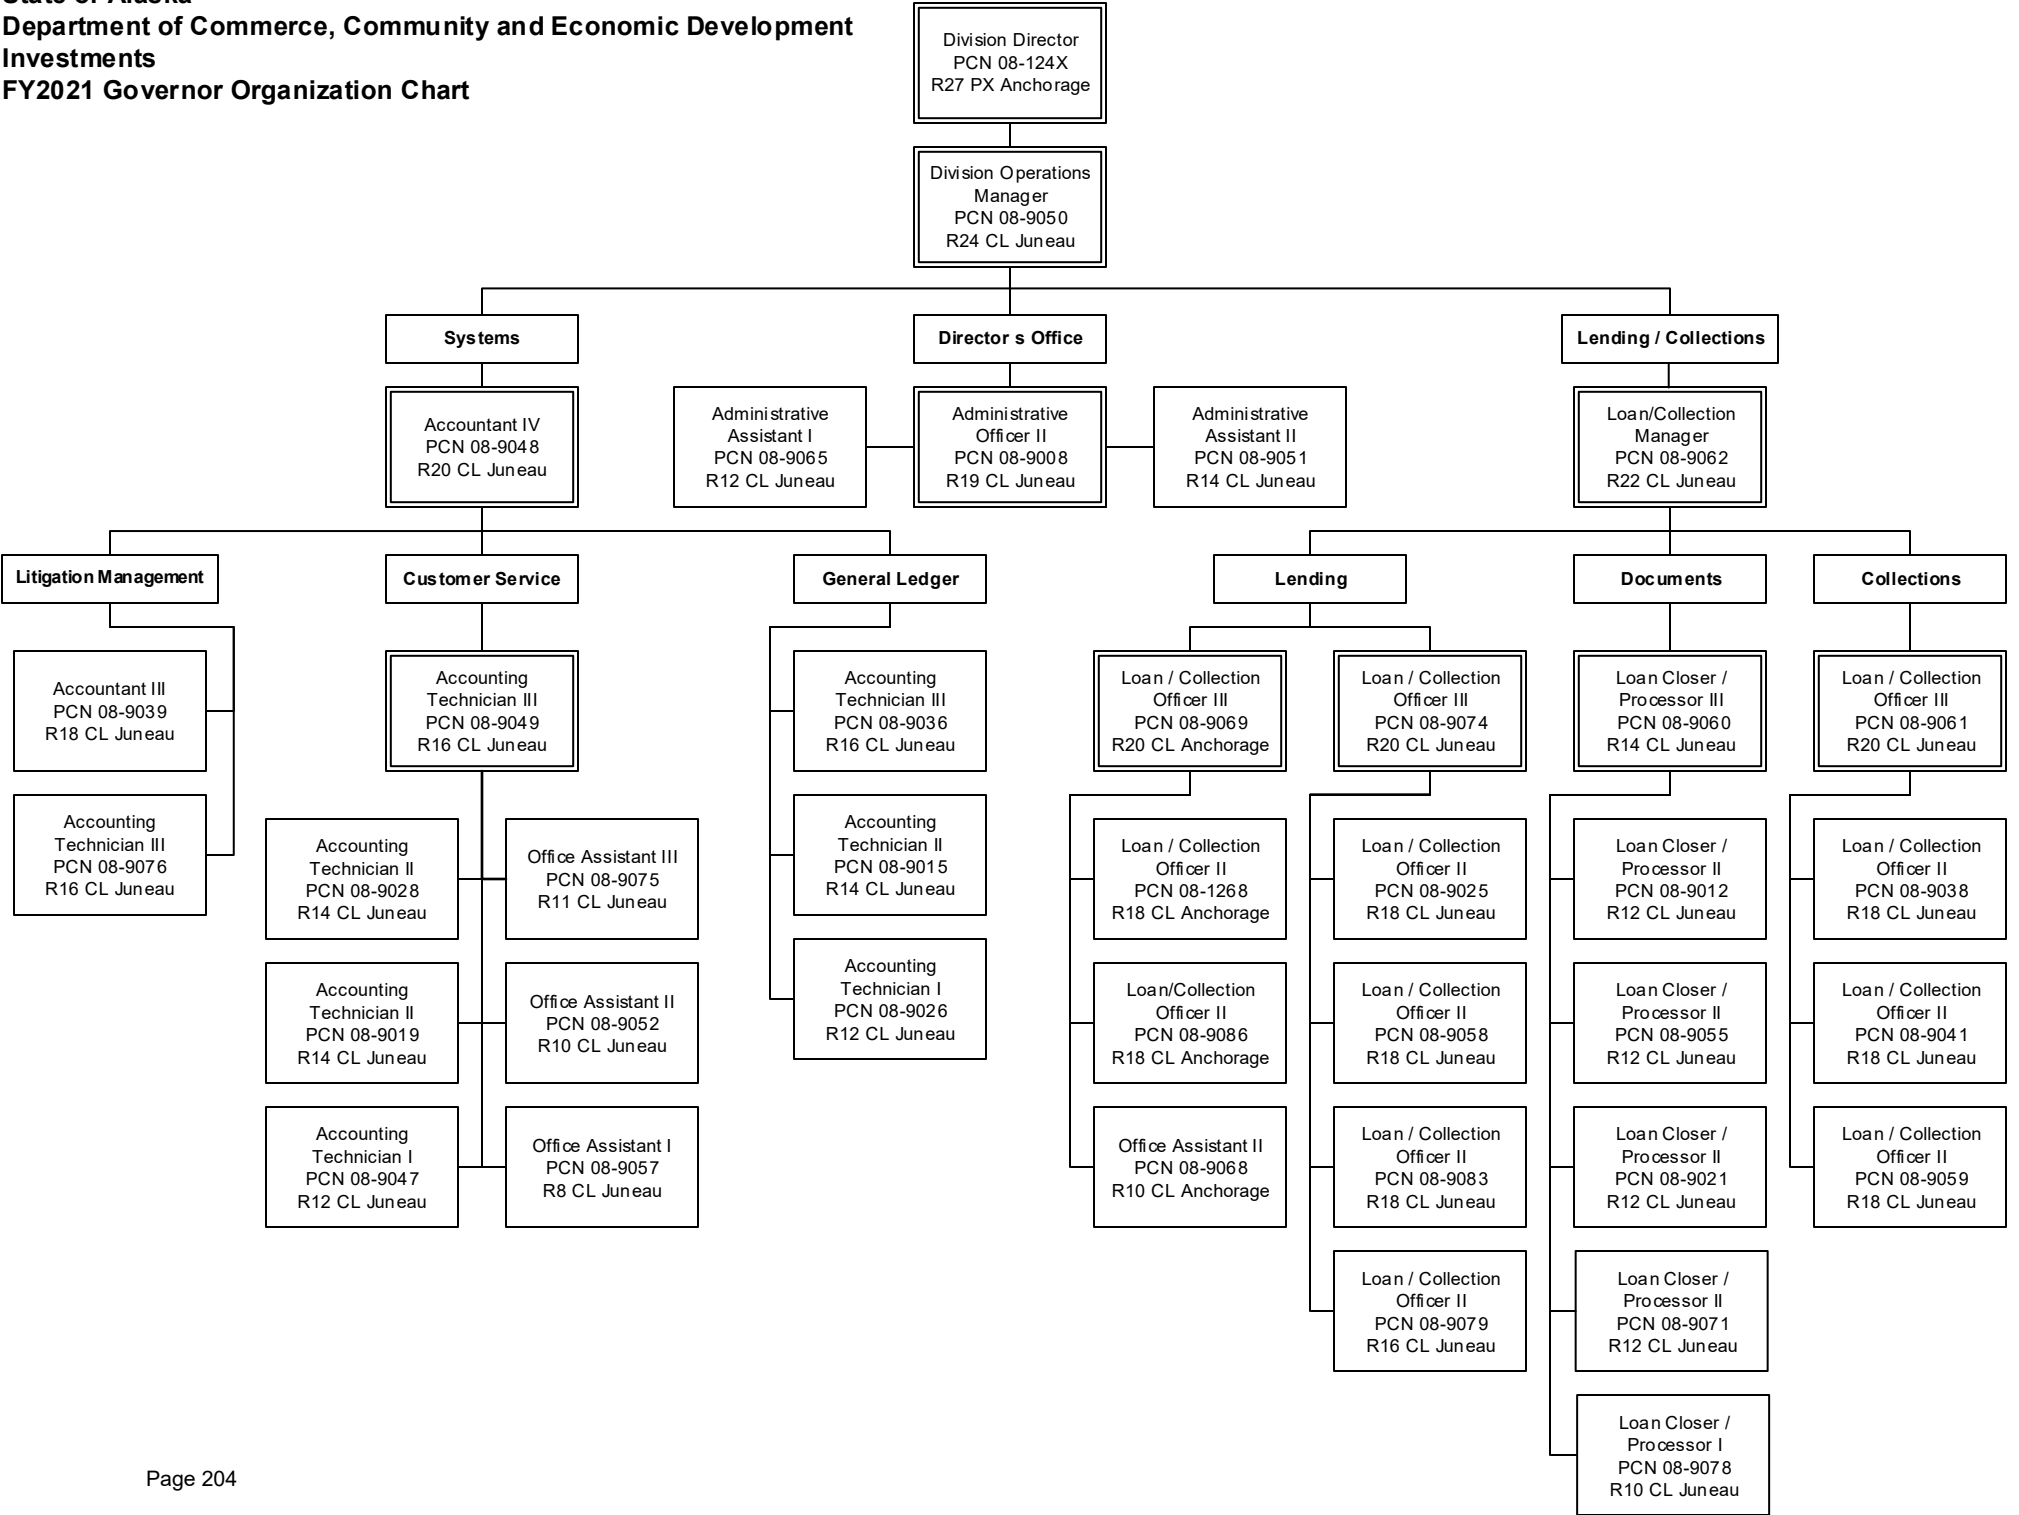 State of Alaska
Department of Commerce, Community and Economic Development
Investments
FY2021 Governor Organization Chart
Division Director
PCN 08-124X
R27 PX Anchorage
Division Operations
Manager
PCN 08-9050
R24 CL Juneau
Systems
Director s Office
Lending / Collections
Accountant IV
PCN 08-9048
R20 CL Juneau
Administrative
Assistant I
PCN 08-9065
R12 CL Juneau
Administrative
Officer II
PCN 08-9008
R19 CL Juneau
Administrative
Assistant II
PCN 08-9051
R14 CL Juneau
Loan/Collection
Manager
PCN 08-9062
R22 CL Juneau
Litigation Management
Customer Service
General Ledger
Lending
Documents
Collections
Accountant III
PCN 08-9039
R18 CL Juneau
Accounting
Technician III
PCN 08-9049
R16 CL Juneau
Accounting
Technician III
PCN 08-9036
R16 CL Juneau
Loan / Collection
Officer III
PCN 08-9069
R20 CL Anchorage
Loan / Collection
Officer III
PCN 08-9074
R20 CL Juneau
Loan Closer /
Processor III
PCN 08-9060
R14 CL Juneau
Loan / Collection
Officer III
PCN 08-9061
R20 CL Juneau
Accounting
Technician III
PCN 08-9076
R16 CL Juneau
Accounting
Technician II
PCN 08-9028
R14 CL Juneau
Office Assistant III
PCN 08-9075
R11 CL Juneau
Accounting
Technician II
PCN 08-9015
R14 CL Juneau
Loan / Collection
Officer II
PCN 08-1268
R18 CL Anchorage
Loan / Collection
Officer II
PCN 08-9025
R18 CL Juneau
Loan Closer /
Processor II
PCN 08-9012
R12 CL Juneau
Loan / Collection
Officer II
PCN 08-9038
R18 CL Juneau
Accounting
Technician II
PCN 08-9019
R14 CL Juneau
Office Assistant II
PCN 08-9052
R10 CL Juneau
Accounting
Technician I
PCN 08-9026
R12 CL Juneau
Loan/Collection
Officer II
PCN 08-9086
R18 CL Anchorage
Loan / Collection
Officer II
PCN 08-9058
R18 CL Juneau
Loan Closer /
Processor II
PCN 08-9055
R12 CL Juneau
Loan / Collection
Officer II
PCN 08-9041
R18 CL Juneau
Accounting
Technician I
PCN 08-9047
R12 CL Juneau
Office Assistant I
PCN 08-9057
R8 CL Juneau
Office Assistant II
PCN 08-9068
R10 CL Anchorage
Loan / Collection
Officer II
PCN 08-9083
R18 CL Juneau
Loan Closer /
Processor II
PCN 08-9021
R12 CL Juneau
Loan / Collection
Officer II
PCN 08-9059
R18 CL Juneau
Loan / Collection
Officer II
PCN 08-9079
R16 CL Juneau
Loan Closer /
Processor II
PCN 08-9071
R12 CL Juneau
Loan Closer /
Processor I
PCN 08-9078
R10 CL Juneau
Page 204